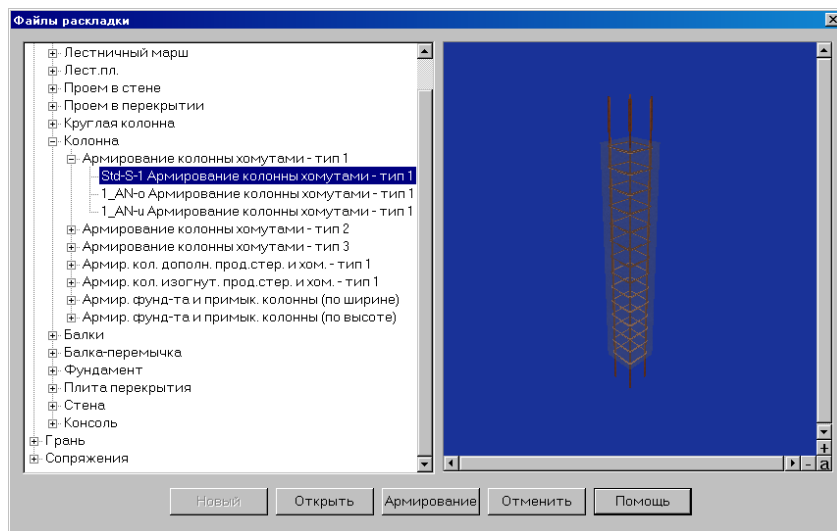 Файлы раскладки
Лестничный марш
Лест.пл.
Проем в стене
Проем в перекрытии
Круглая колонна
Колонна
Армирование колонны хомутами - тип 1
Std-S-1 Армирование колонны хомутами - тип 1
1_AN-o Армирование колонны хомутами - тип 1
1_AN-u Армирование колонны хомутами - тип 1
Армирование колонны хомутами - тип 2
Армирование колонны хомутами - тип 3
Армир. кол. дополн. прод.стер. и хом. - тип 1
Армир. кол. изогнут. прод.стер. и хом. - тип 1
Армир. фунд-та и примык. колонны (по ширине)
Армир. фунд-та и примык. колонны (по высоте)
Балки
Балка-перемычка
Фундамент
Плита перекрытия
Стена
Консоль
Грань
Сопряжения
+
- a
Новый Открыть Армирование Отменить Помощь